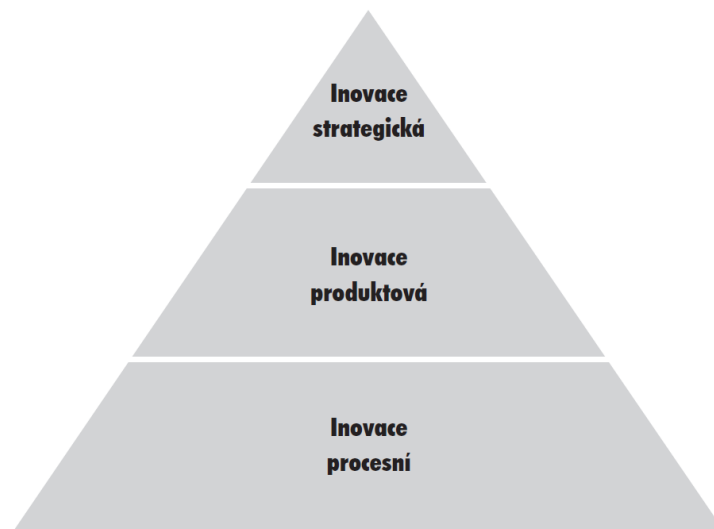 Inovace
strategická
Inovace
produktová
Inovace
procesní